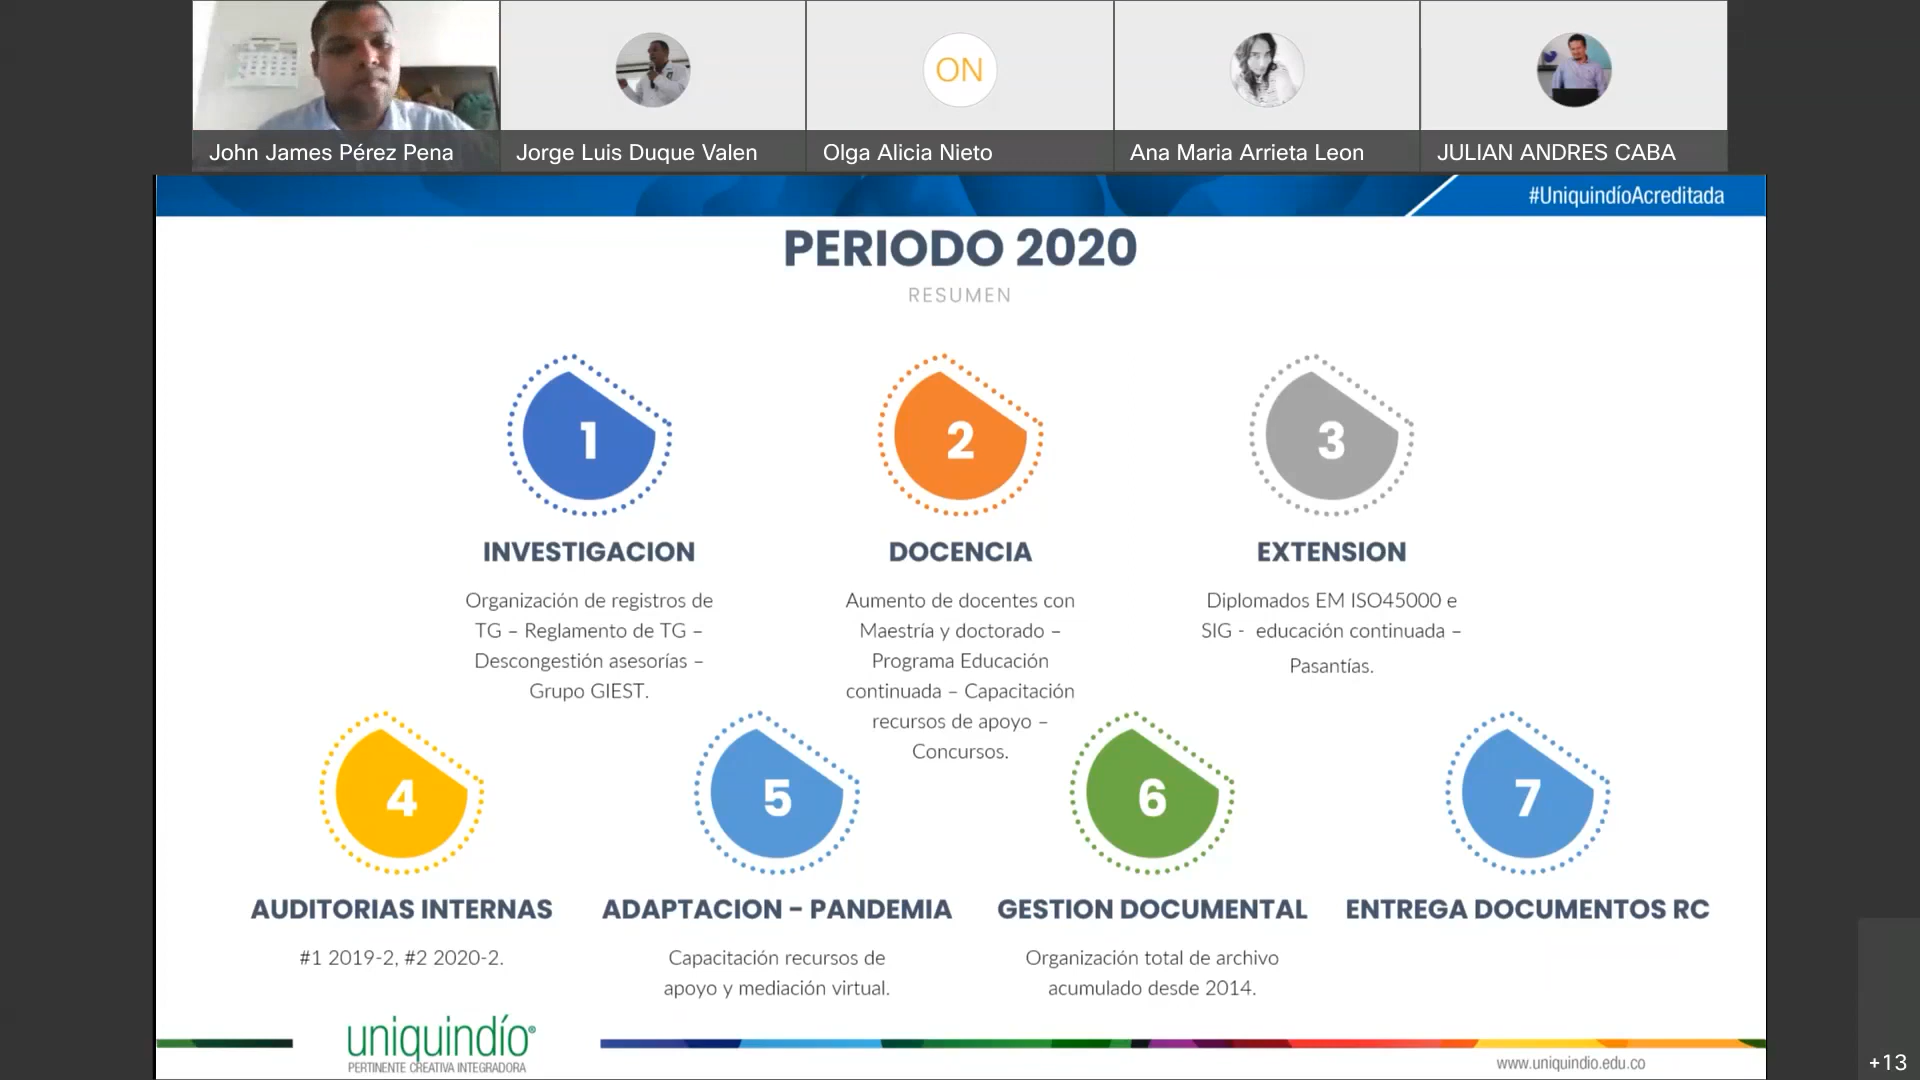 John James Pérez Pena
Jorge Luis Duque Valen
ON
Olga Alicia Nieto
Ana Maria Arrieta Leon
JULIAN ANDRES CABA
#UniquindíoAcreditada
PERIODO 2020
RESUMEN
1
INVESTIGACION
Organización de registros de
TG – Reglamento de TG –
Descongestión asesorías –
Grupo GIEST.
2
DOCENCIA
Aumento de docentes con
Maestría y doctorado –
Programa Educación
continuada – Capacitación
recursos de apoyo –
Concursos.
3
EXTENSION
Diplomados EM ISO45000 e
SIG - educación continuada –
Pasantías.
4
AUDITORIAS INTERNAS
#1 2019-2, #2 2020-2.
5
ADAPTACION – PANDEMIA
Capacitación recursos de
apoyo y mediación virtual.
6
GESTION DOCUMENTAL
Organización total de archivo
acumulado desde 2014.
7
ENTREGA DOCUMENTOS RC
uniquindío®
PERTINENTE CREATIVA INTEGRADORA
www.uniquindio.edu.co
+13